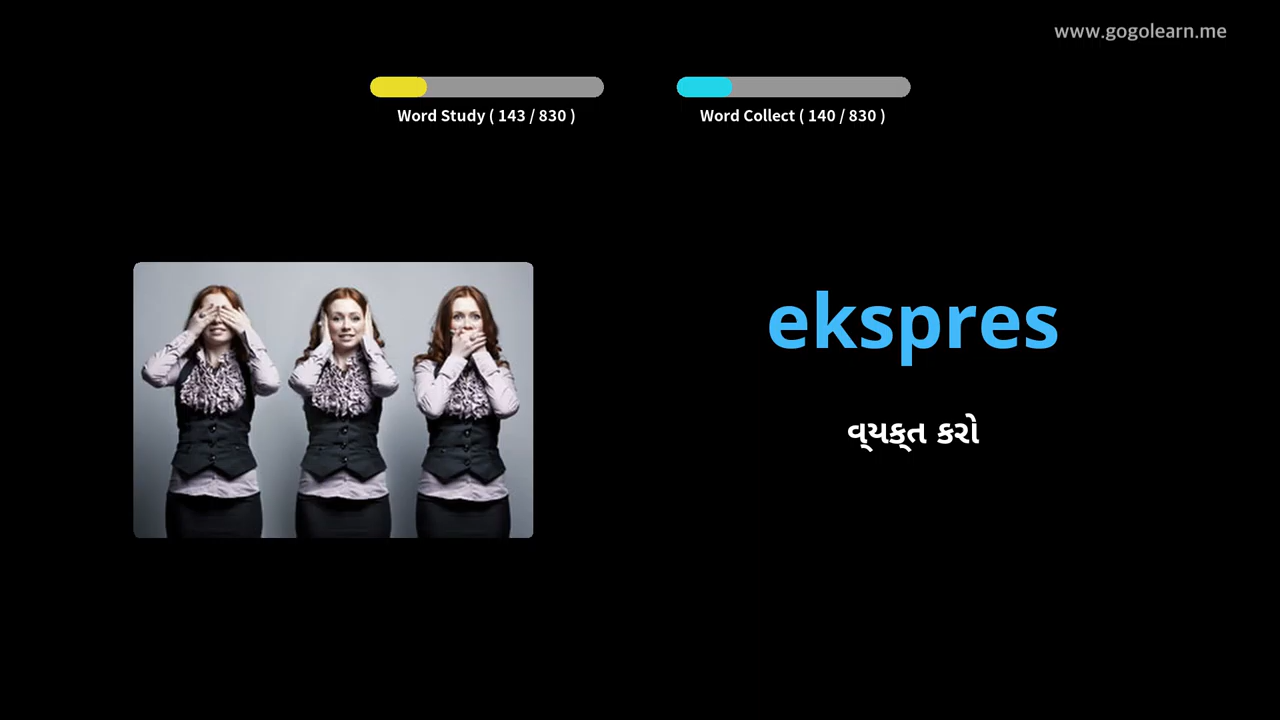 www.gogolearn.me
Word Study ( 143 / 830 )
Word Collect ( 140 / 830 )
ekspres
વ્યક્ત કરો